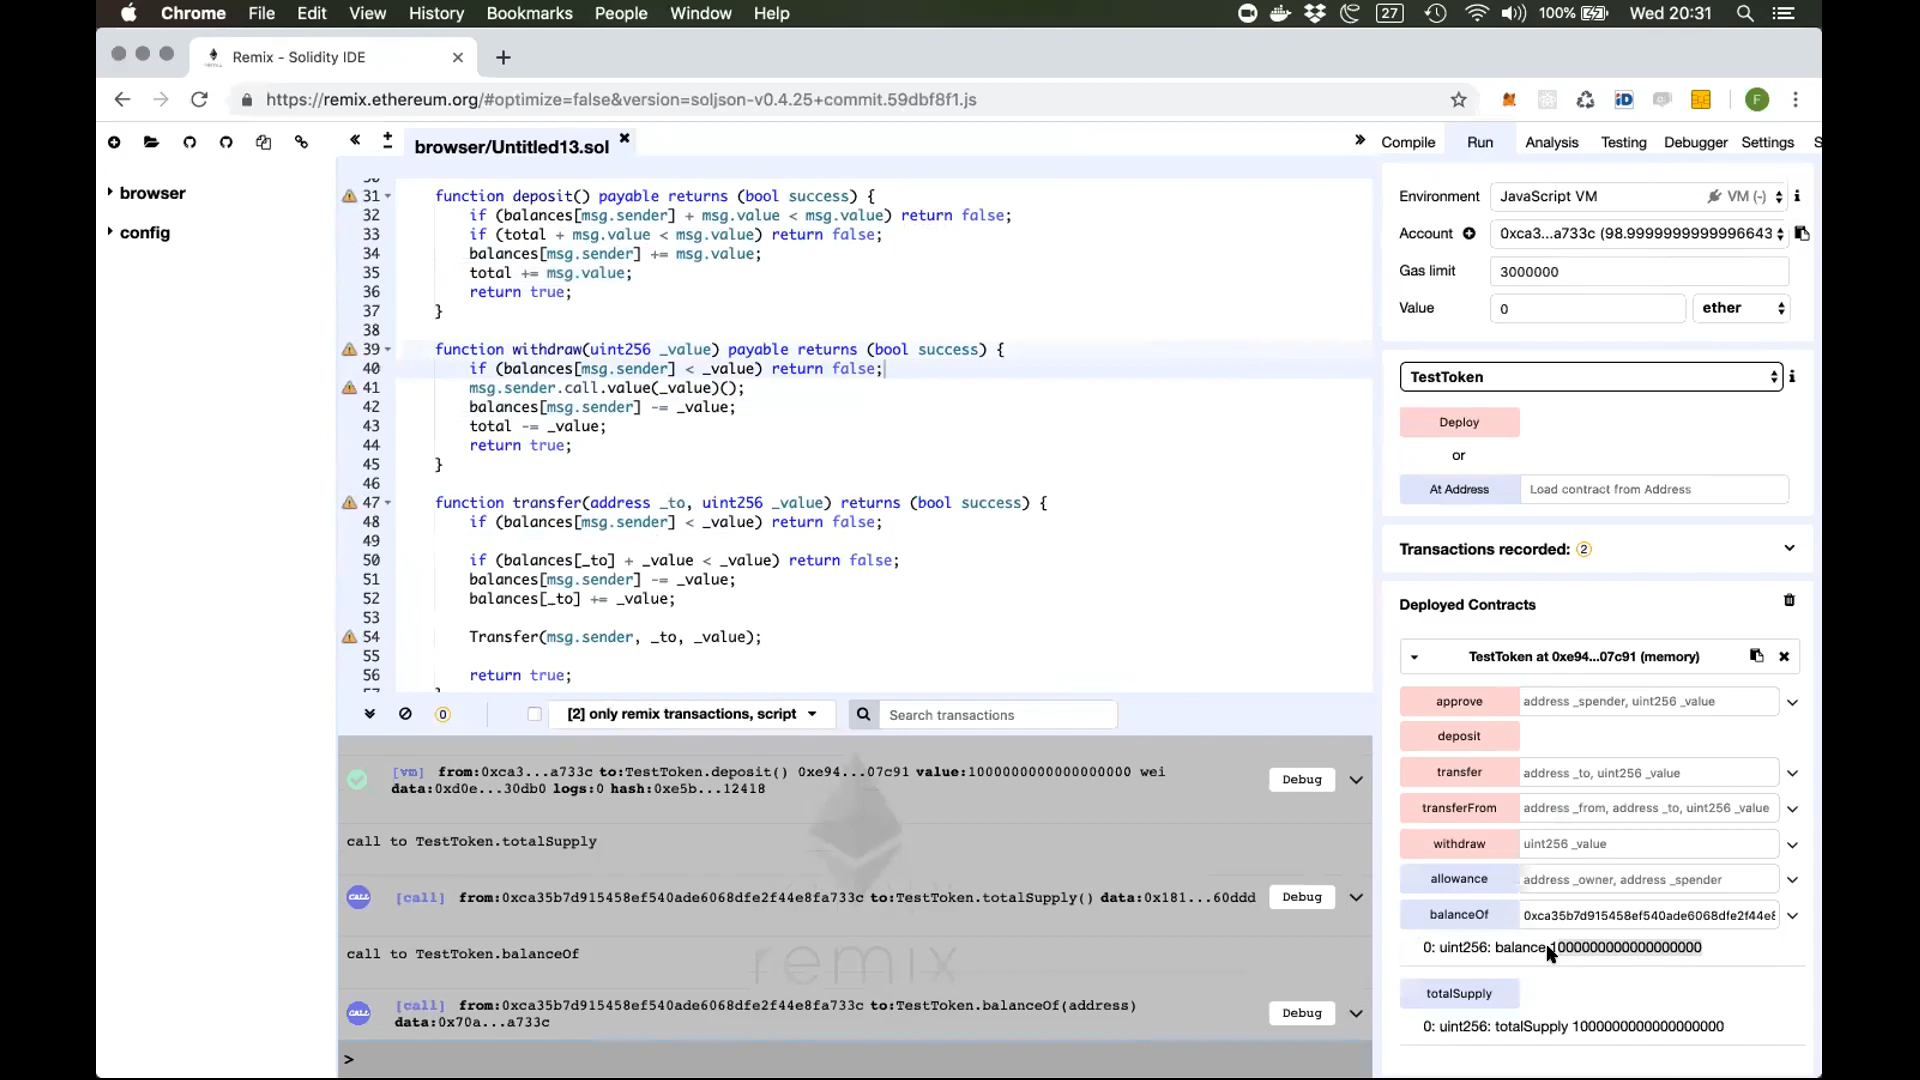 Chrome File Edit View History Bookmarks People Window Help 27 100% Wed 20:31
Remix - Solidity IDE
https://remix.ethereum.org/#optimize=false&version=soljson-v0.4.25+commit.59dbf8f1.js iD F
browser
config
browser/Untitled13.sol
31 function deposit() payable returns (bool success) {
32 if (balances[msg.sender] + msg.value < msg.value) return false;
33 if (total + msg.value < msg.value) return false;
34 balances[msg.sender] += msg.value;
35 total += msg.value;
36 return true;
37 }
38
39 function withdraw(uint256 _value) payable returns (bool success) {
40 if (balances[msg.sender] < _value) return false;
41 msg.sender.call.value(_value)();
42 balances[msg.sender] -= _value;
43 total -= _value;
44 return true;
45 }
46
47 function transfer(address _to, uint256 _value) returns (bool success) {
48 if (balances[msg.sender] < _value) return false;
49
50 if (balances[_to] + _value < _value) return false;
51 balances[msg.sender] -= _value;
52 balances[_to] += _value;
53
54 Transfer(msg.sender, _to, _value);
55
56 return true;
0 [2] only remix transactions, script Search transactions
[vm] from:0xca3...a733c to:TestToken.deposit() 0xe94...07c91 value:1000000000000000000 wei
data:0xd0e...30db0 logs:0 hash:0xe5b...12418
Debug
call to TestToken.totalSupply
CALL [call] from:0xca35b7d915458ef540ade6068dfe2f44e8fa733c to:TestToken.totalSupply() data:0x181...60ddd Debug
call to TestToken.balanceOf
remix
CALL [call] from:0xca35b7d915458ef540ade6068dfe2f44e8fa733c to:TestToken.balanceOf(address)
data:0x70a...a733c
Debug
>
Compile Run Analysis Testing Debugger Settings S
Environment JavaScript VM VM (-) i
Account 0xca3...a733c (98.9999999999996643
Gas limit 3000000
Value 0 ether
TestToken i
Deploy
or
At Address Load contract from Address
Transactions recorded: 2
Deployed Contracts
TestToken at 0xe94...07c91 (memory)
approve address _spender, uint256 _value
deposit
transfer address _to, uint256 _value
transferFrom address _from, address _to, uint256 _value
withdraw uint256 _value
allowance address _owner, address _spender
balanceOf 0xca35b7d915458ef540ade6068dfe2f44e8
0: uint256: balance 1000000000000000000
totalSupply
0: uint256: totalSupply 1000000000000000000